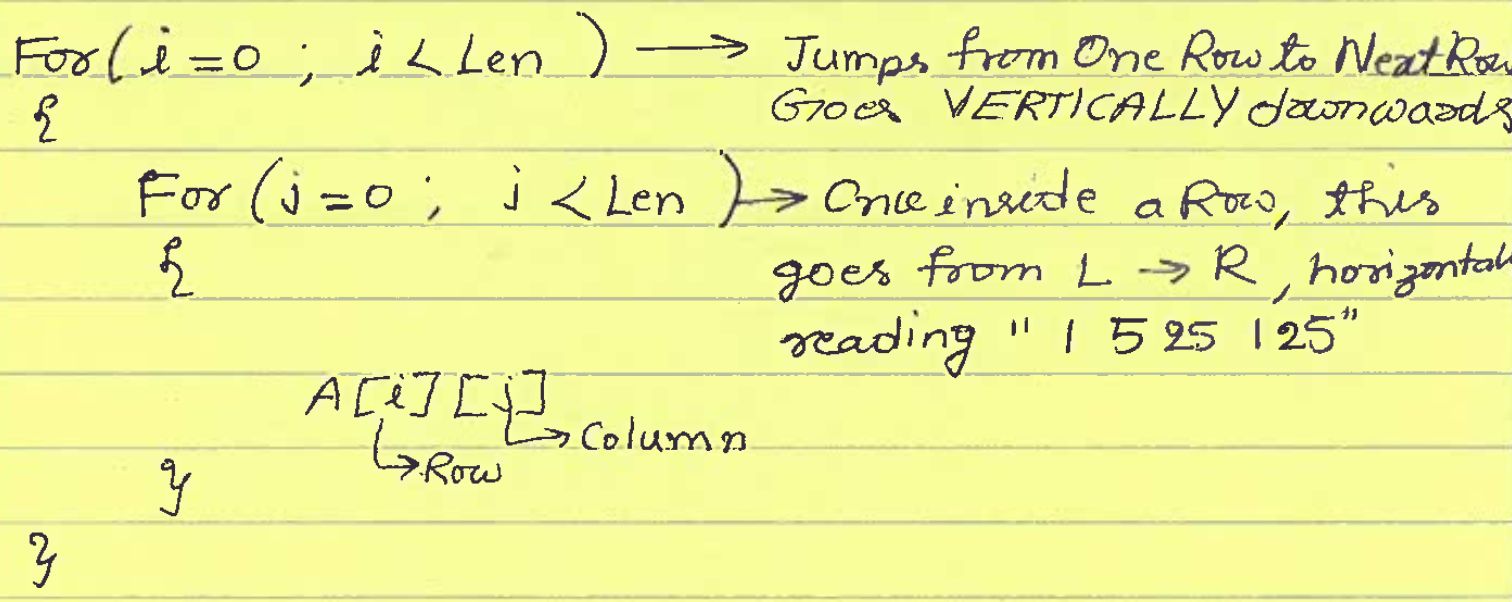 For( i = 0 ; i < Len ) → Jumps from One Row to Next Row
{ Goes VERTICALLY downwards
For ( j = 0 ; j < Len ) → Once inside a Row, this
{ goes from L → R, horizontal
reading " 1 5 25 125"
A[i] [j]
→ Column
} → Row
}